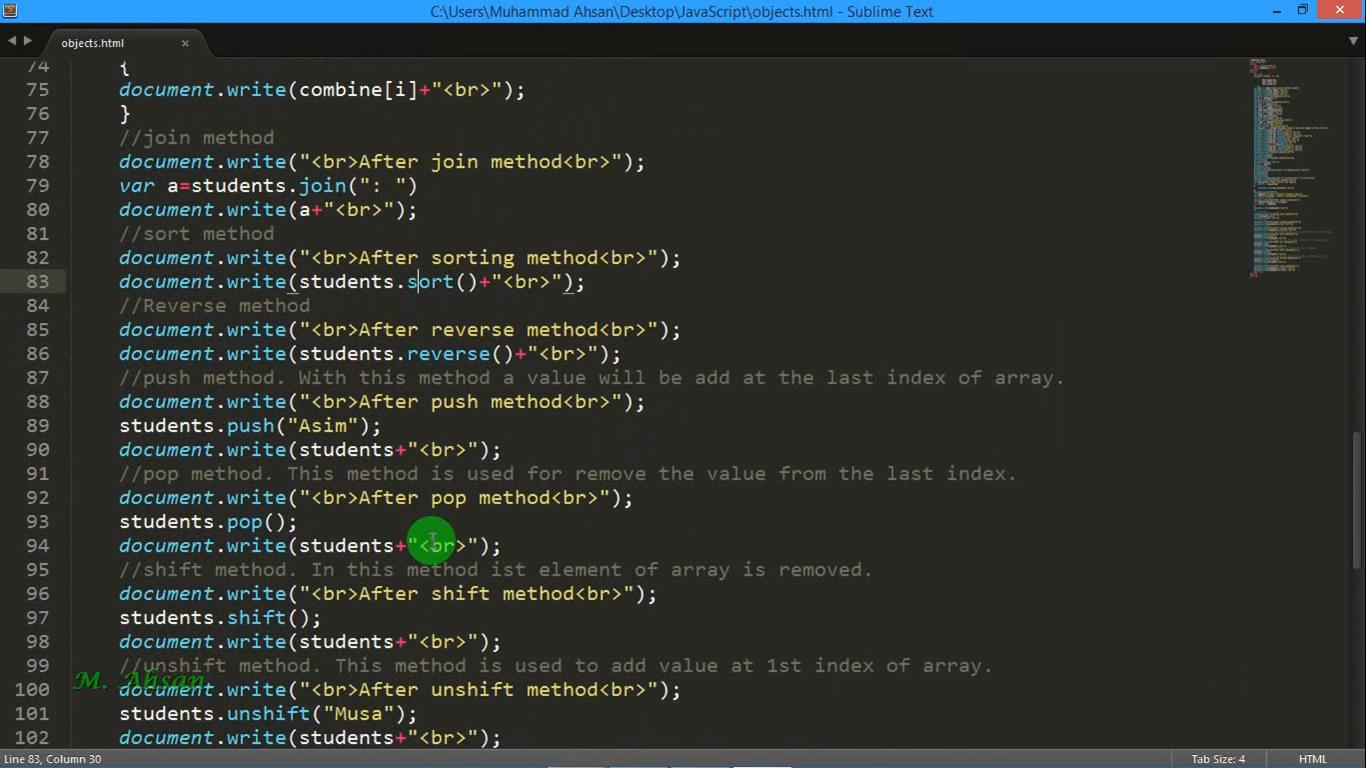 C:\Users\Muhammad Ahsan\Desktop\JavaScript\objects.html - Sublime Text
objects.html
74 {
75 document.write(combine[i]+"<br>");
76 }
77 //join method
78 document.write("<br>After join method<br>");
79 var a=students.join(": ")
80 document.write(a+"<br>");
81 //sort method
82 document.write("<br>After sorting method<br>");
83 document.write(students.sort()+"<br>");
84 //Reverse method
85 document.write("<br>After reverse method<br>");
86 document.write(students.reverse()+"<br>");
87 //push method. With this method a value will be add at the last index of array.
88 document.write("<br>After push method<br>");
89 students.push("Asim");
90 document.write(students+"<br>");
91 //pop method. This method is used for remove the value from the last index.
92 document.write("<br>After pop method<br>");
93 students.pop();
94 document.write(students+"<br>");
95 //shift method. In this method ist element of array is removed.
96 document.write("<br>After shift method<br>");
97 students.shift();
98 document.write(students+"<br>");
99 //unshift method. This method is used to add value at 1st index of array.
M. Ahsan
100 document.write("<br>After unshift method<br>");
101 students.unshift("Musa");
102 document.write(students+"<br>");
Line 83, Column 30
Tab Size: 4
HTML